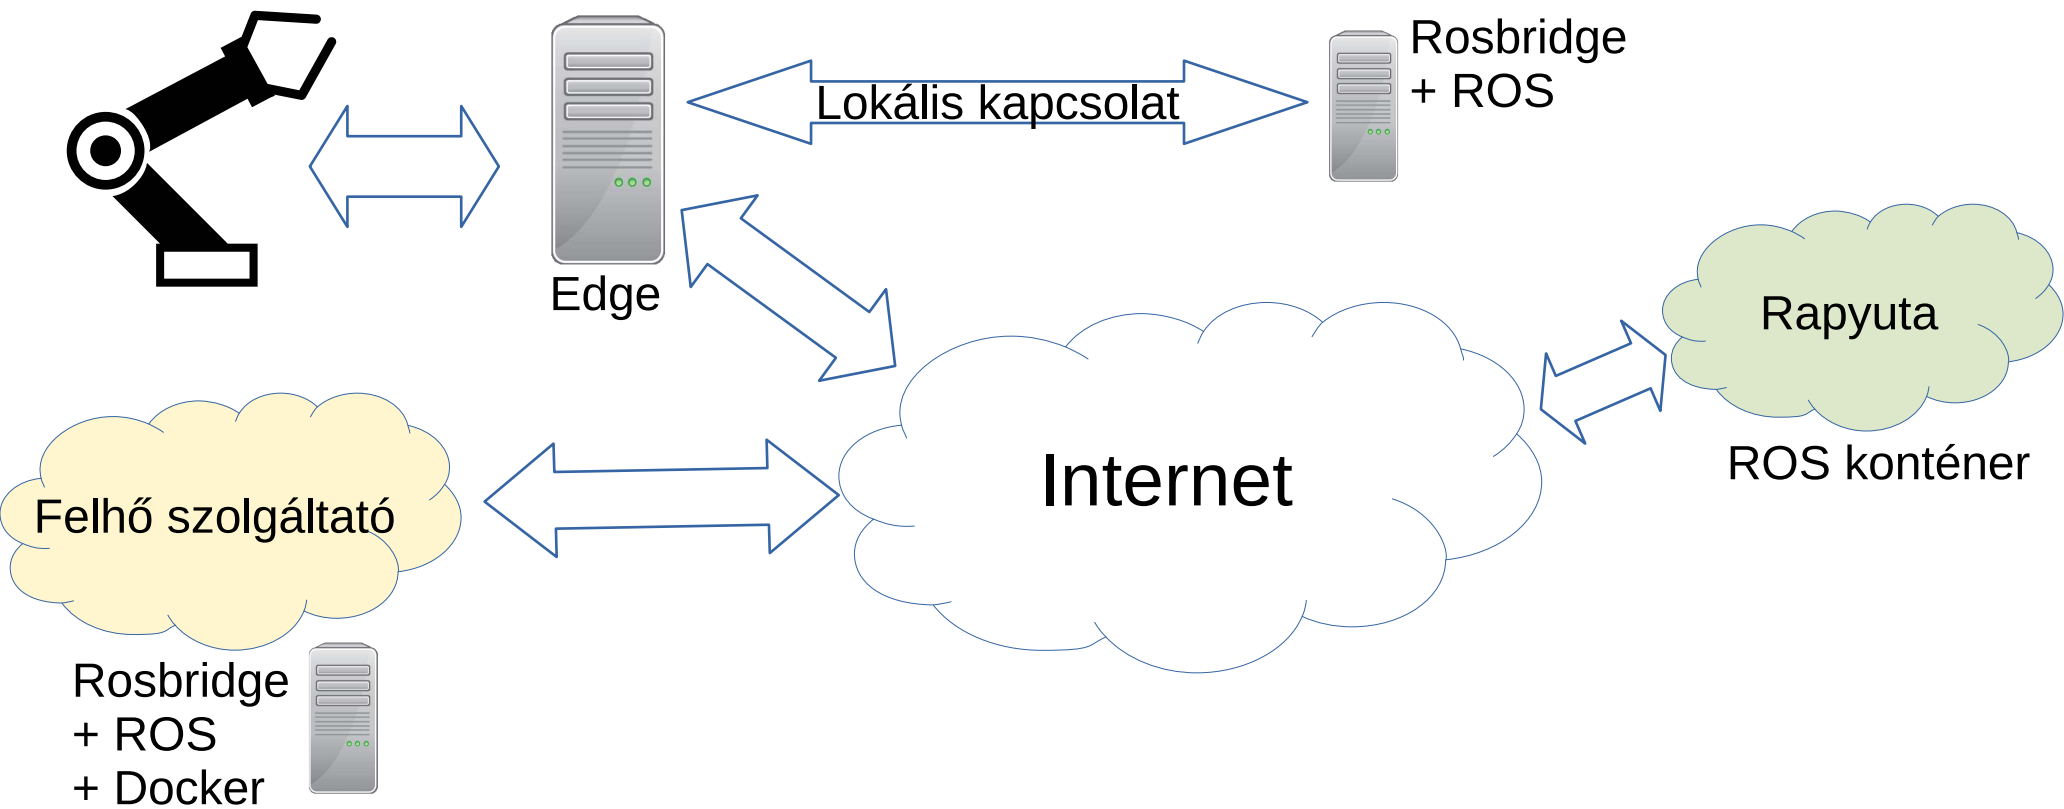 Rosbridge
+ ROS
Lokális kapcsolat
Edge
Rapyuta
ROS konténer
Internet
Felhő szolgáltató
Rosbridge
+ ROS
+ Docker